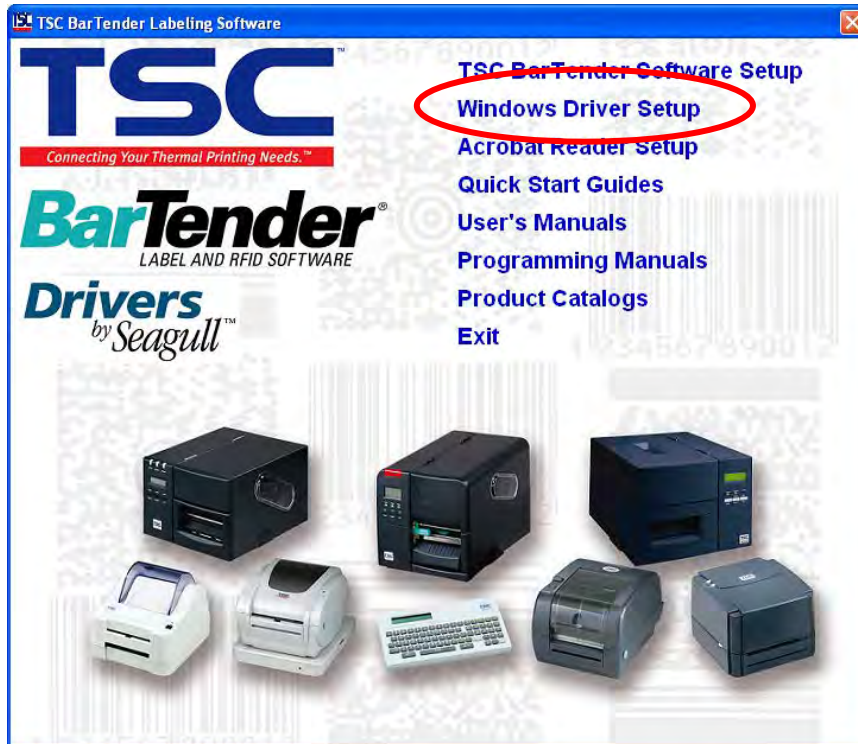 TSC BarTender Labeling Software
TSC™
Connecting Your Thermal Printing Needs.™
BarTender®
LABEL AND RFID SOFTWARE
Drivers
by Seagull™
TSC BarTender Software Setup
Windows Driver Setup
Acrobat Reader Setup
Quick Start Guides
User's Manuals
Programming Manuals
Product Catalogs
Exit